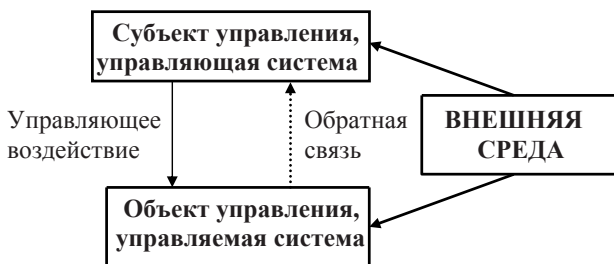 Субъект управления,
управляющая система
Управляющее
воздействие
Обратная
связь
ВНЕШНЯЯ
СРЕДА
Объект управления,
управляемая система